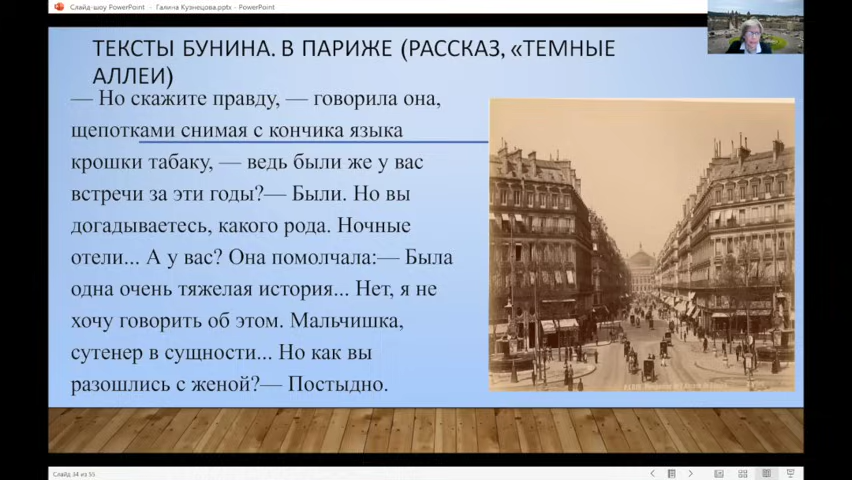 Слайд-шоу PowerPoint - Галина Кузнецова.pptx - PowerPoint
ТЕКСТЫ БУНИНА. В ПАРИЖЕ (РАССКАЗ, «ТЕМНЫЕ
АЛЛЕИ)
— Но скажите правду, — говорила она,
щепотками снимая с кончика языка
крошки табаку, — ведь были же у вас
встречи за эти годы?— Были. Но вы
догадываетесь, какого рода. Ночные
отели... А у вас? Она помолчала:— Была
одна очень тяжелая история... Нет, я не
хочу говорить об этом. Мальчишка,
сутенер в сущности... Но как вы
разошлись с женой?— Постыдно.
Слайд 34 из 55